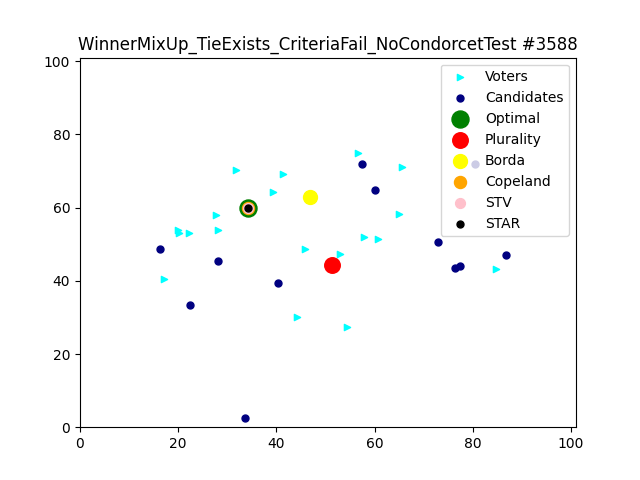 WinnerMixUp_TieExists_CriteriaFail_NoCondorcetTest #3588
Voters
Candidates
Optimal
Plurality
Borda
Copeland
STV
STAR
100
80
60
40
20
0
0 20 40 60 80 100